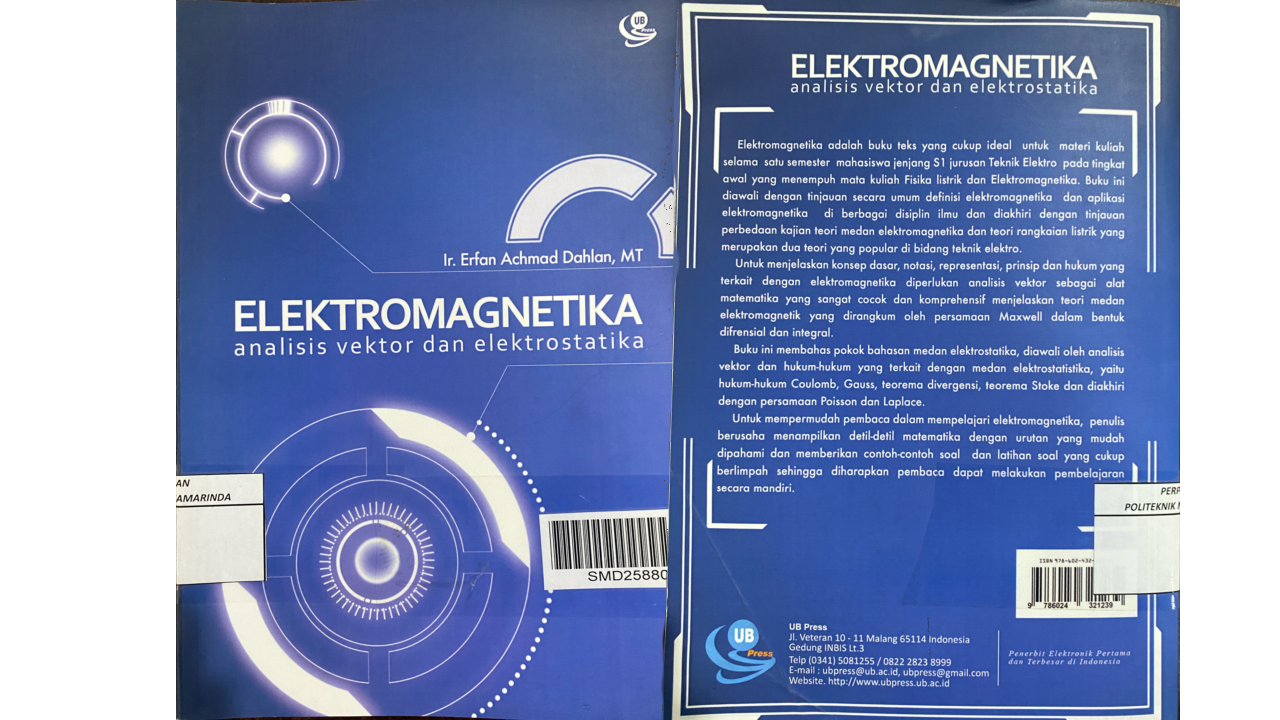 UB
Press
Ir. Erfan Achmad Dahlan, MT
ELEKTROMAGNETIKA
analisis vektor dan elektrostatika
AN
AMARINDA
SMD25880
ELEKTROMAGNETIKA
analisis vektor dan elektrostatika
Elektromagnetika adalah buku teks yang cukup ideal untuk materi kuliah
selama satu semester mahasiswa jenjang S1 jurusan Teknik Elektro pada tingkat
awal yang menempuh mata kuliah Fisika listrik dan Elektromagnetika. Buku ini
diawali dengan tinjauan secara umum definisi elektromagnetika dan aplikasi
elektromagnetika di berbagai disiplin ilmu dan diakhiri dengan tinjauan
perbedaan kajian teori medan elektromagnetika dan teori rangkaian listrik yang
merupakan dua teori yang popular di bidang teknik elektro.
Untuk menjelaskan konsep dasar, notasi, representasi, prinsip dan hukum yang
terkait dengan elektromagnetika diperlukan analisis vektor sebagai alat
matematika yang sangat cocok dan komprehensif menjelaskan teori medan
elektromagnetik yang dirangkum oleh persamaan Maxwell dalam bentuk
difrensial dan integral.
Buku ini membahas pokok bahasan medan elektrostatika, diawali oleh analisis
vektor dan hukum-hukum yang terkait dengan medan elektrostatistika, yaitu
hukum-hukum Coulomb, Gauss, teorema divergensi, teorema Stoke dan diakhiri
dengan persamaan Poisson dan Laplace.
Untuk mempermudah pembaca dalam mempelajari elektromagnetika, penulis
berusaha menampilkan detil-detil matematika dengan urutan yang mudah
dipahami dan memberikan contoh-contoh soal dan latihan soal yang cukup
berlimpah sehingga diharapkan pembaca dapat melakukan pembelajaran
secara mandiri.
PERP
POLITEKNIK
ISBN 978-602-432-
9 786024 321239
UB
Press
UB Press
Jl. Veteran 10 - 11 Malang 65114 Indonesia
Gedung INBIS Lt.3
Telp (0341) 5081255 / 0822 2823 8999
E-mail : ubpress@ub.ac.id, ubpress@gmail.com
Website. http://www.ubpress.ub.ac.id
Penerbit Elektronik Pertama
dan Terbesar di Indonesia